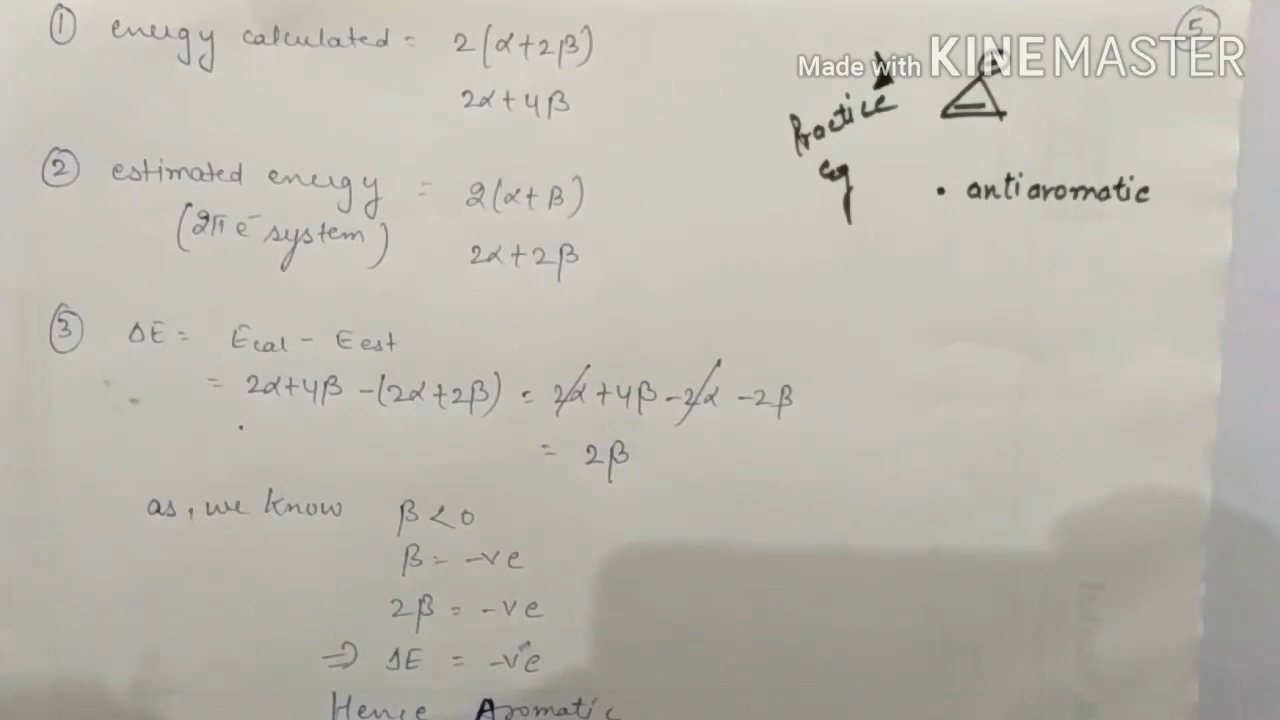 ① energy calculated = 2(α+2β)
2α+4β
② estimated energy = 2(α+β)
(2π e⁻ system)
2α+2β
③ ΔE = Ecal - Eest
= 2α+4β -(2α+2β) = 2α+4β-2α-2β
= 2β
as, we know β<0
β = -ve
2β = -ve
⇒ ΔE = -ve
Hence Aromatic
5
Made with KINEMASTER
Practice
eg
• antiaromatic